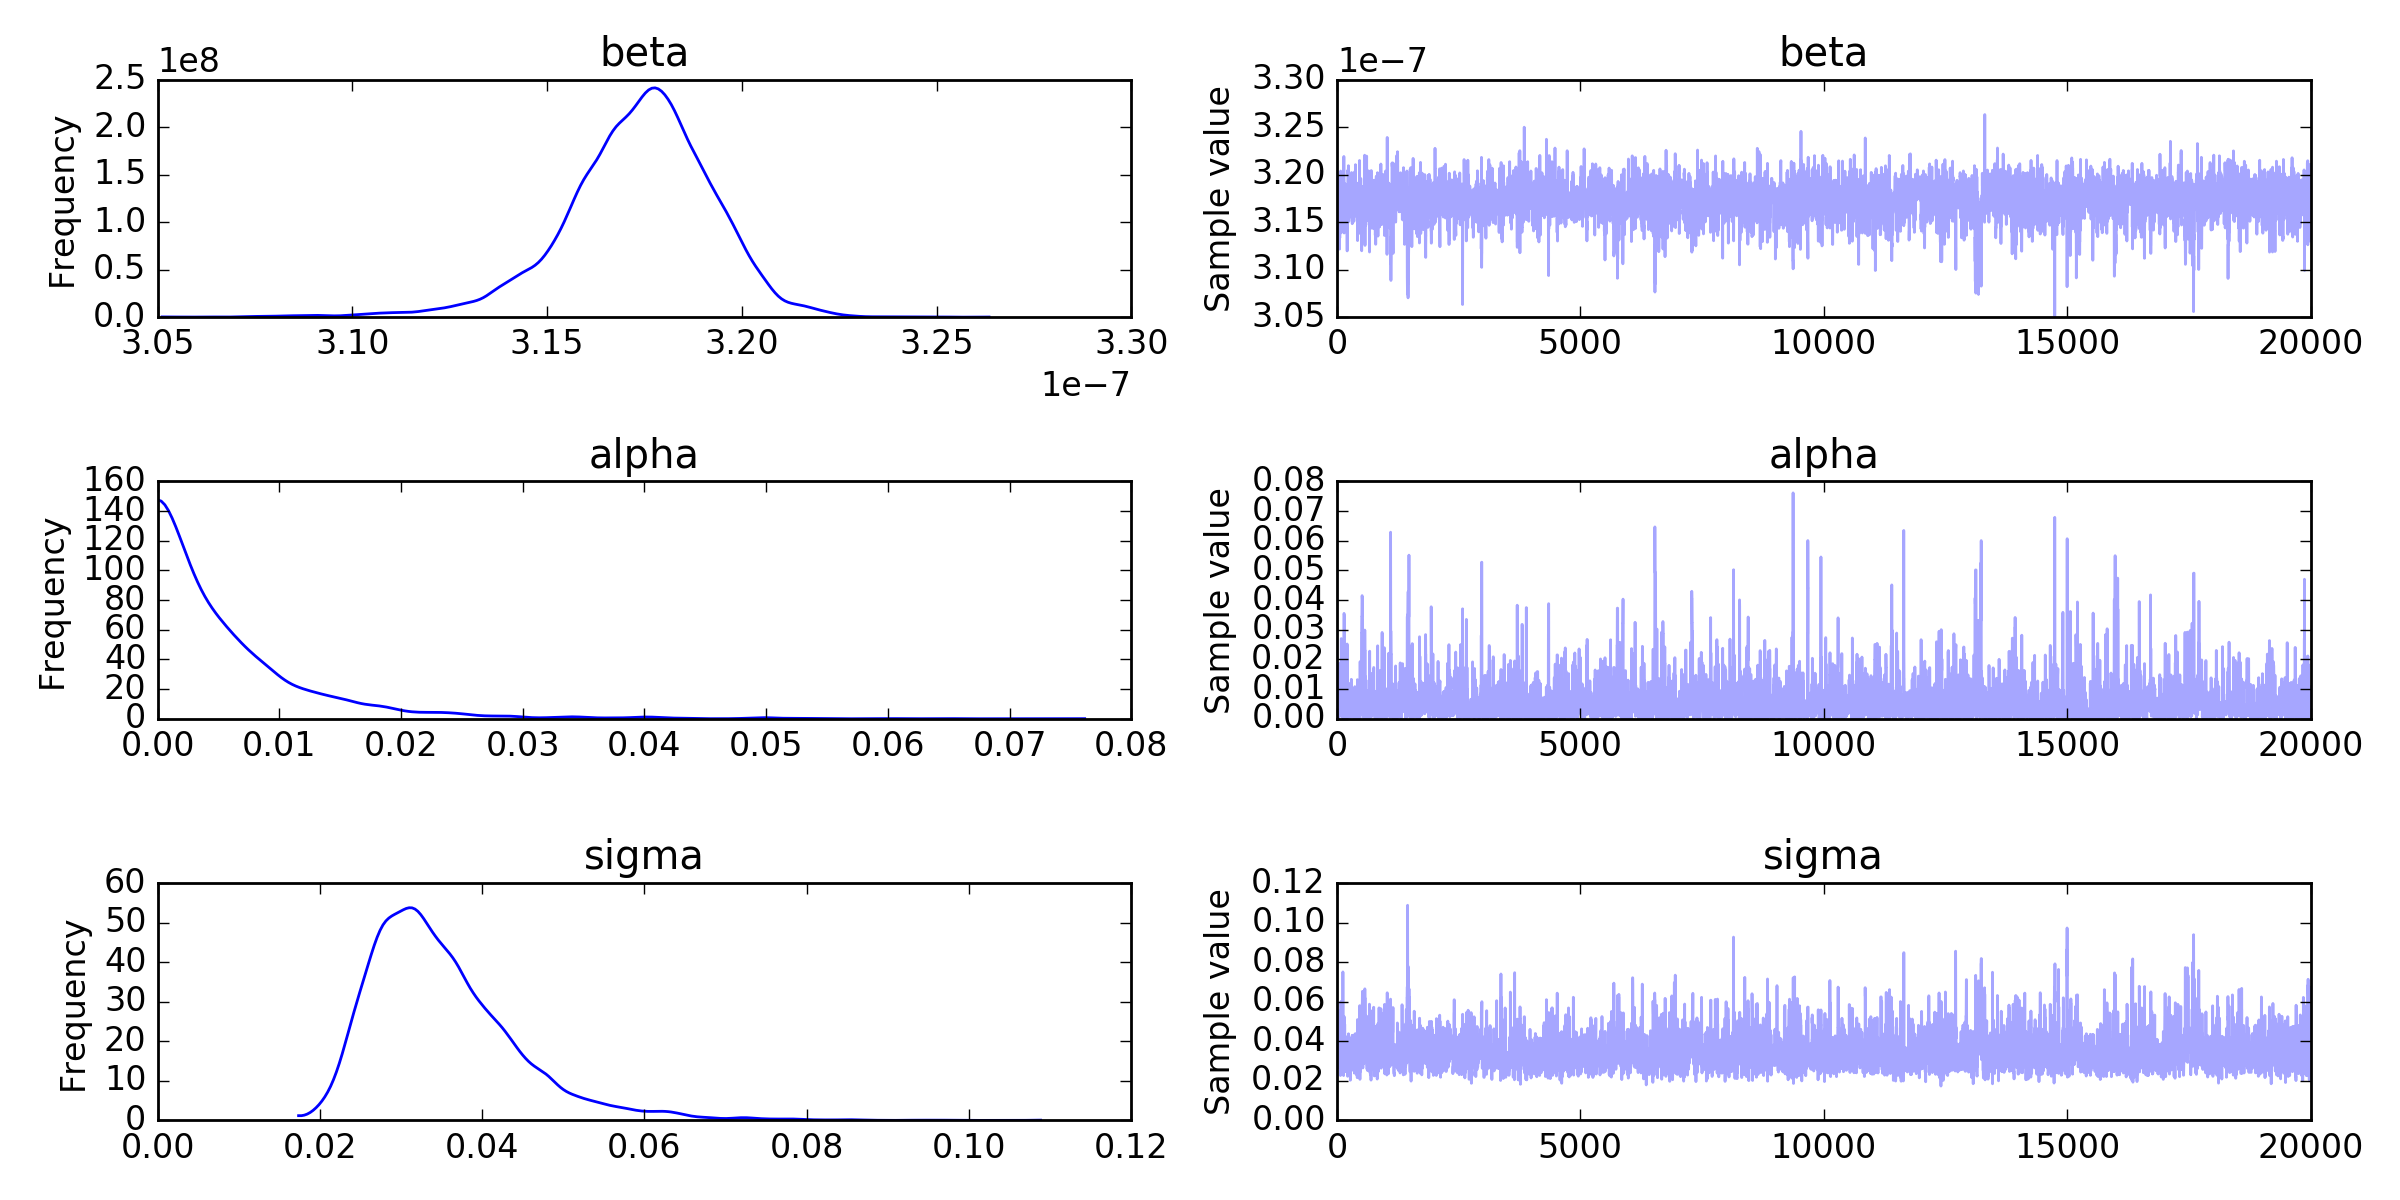 beta
1e8
Frequency
2.5
2.0
1.5
1.0
0.5
0.0
3.05 3.10 3.15 3.20 3.25 3.30
1e−7
beta
1e−7
Sample value
3.30
3.25
3.20
3.15
3.10
3.05
0 5000 10000 15000 20000
alpha
Frequency
160
140
120
100
80
60
40
20
0
0.00 0.01 0.02 0.03 0.04 0.05 0.06 0.07 0.08
alpha
Sample value
0.08
0.07
0.06
0.05
0.04
0.03
0.02
0.01
0.00
0 5000 10000 15000 20000
sigma
Frequency
60
50
40
30
20
10
0
0.00 0.02 0.04 0.06 0.08 0.10 0.12
sigma
Sample value
0.12
0.10
0.08
0.06
0.04
0.02
0.00
0 5000 10000 15000 20000